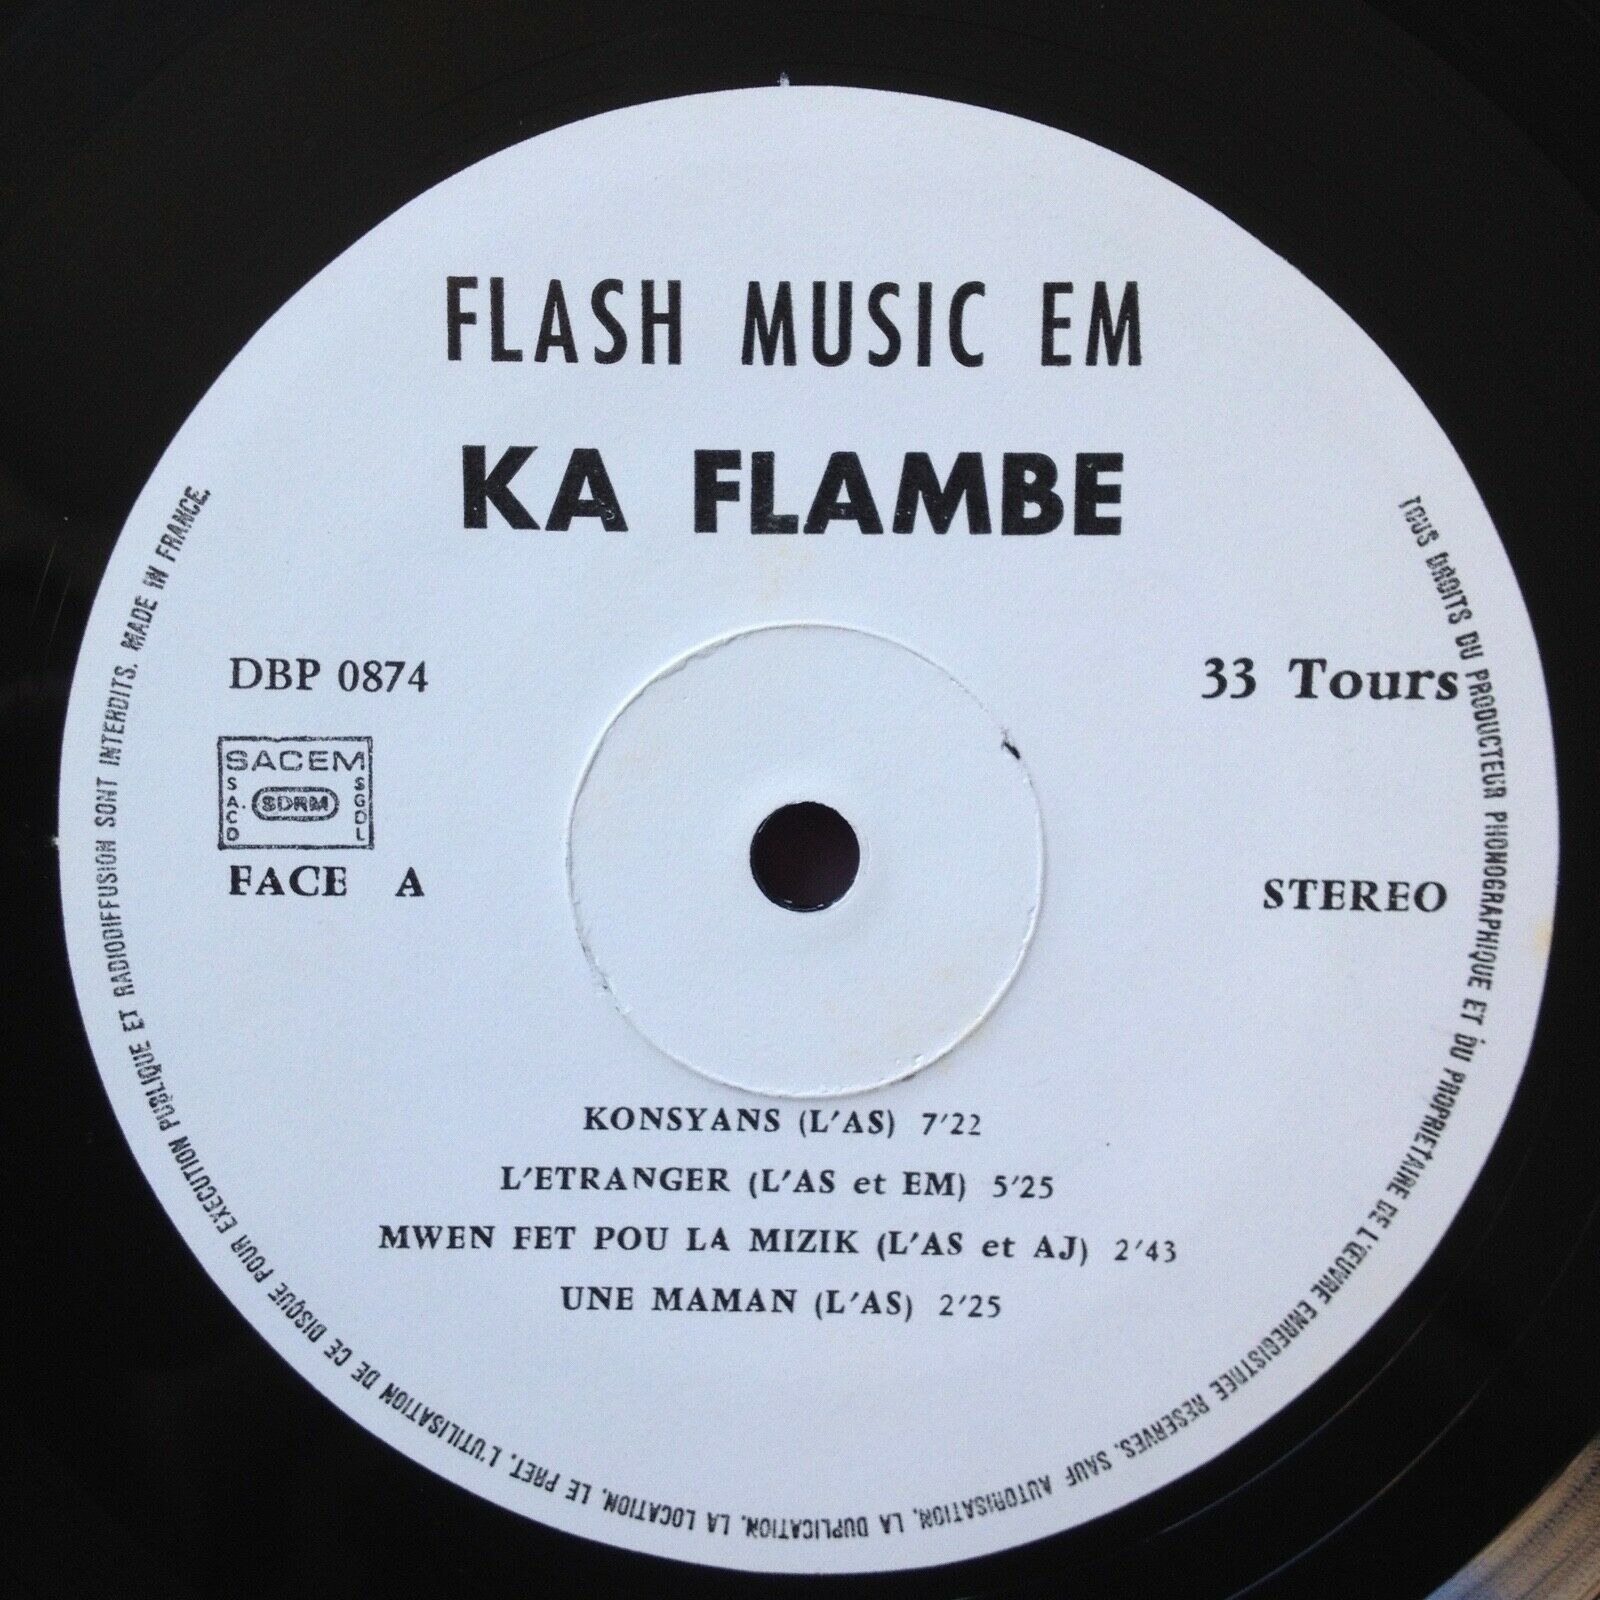 FLASH MUSIC EM
KA FLAMBE
DBP 0874
33 Tours
SACEM
SACD
SDRM
SGDL
FACE A
STEREO
KONSYANS (L'AS) 7'22
L'ETRANGER (L'AS et EM) 5'25
MWEN FET POU LA MIZIK (L'AS et AJ) 2'43
UNE MAMAN (L'AS) 2'25
TOUS DROITS DU PRODUCTEUR PHONOGRAPHIQUE ET DU PROPRIETAIRE DE L'ŒUVRE ENREGISTREE RESERVES. SAUF AUTORISATION, LA DUPLICATION, LA LOCATION, LE PRET, L'UTILISATION DE CE DISQUE POUR EXECUTION PUBLIQUE ET RADIODIFFUSION SONT INTERDITS. MADE IN FRANCE.